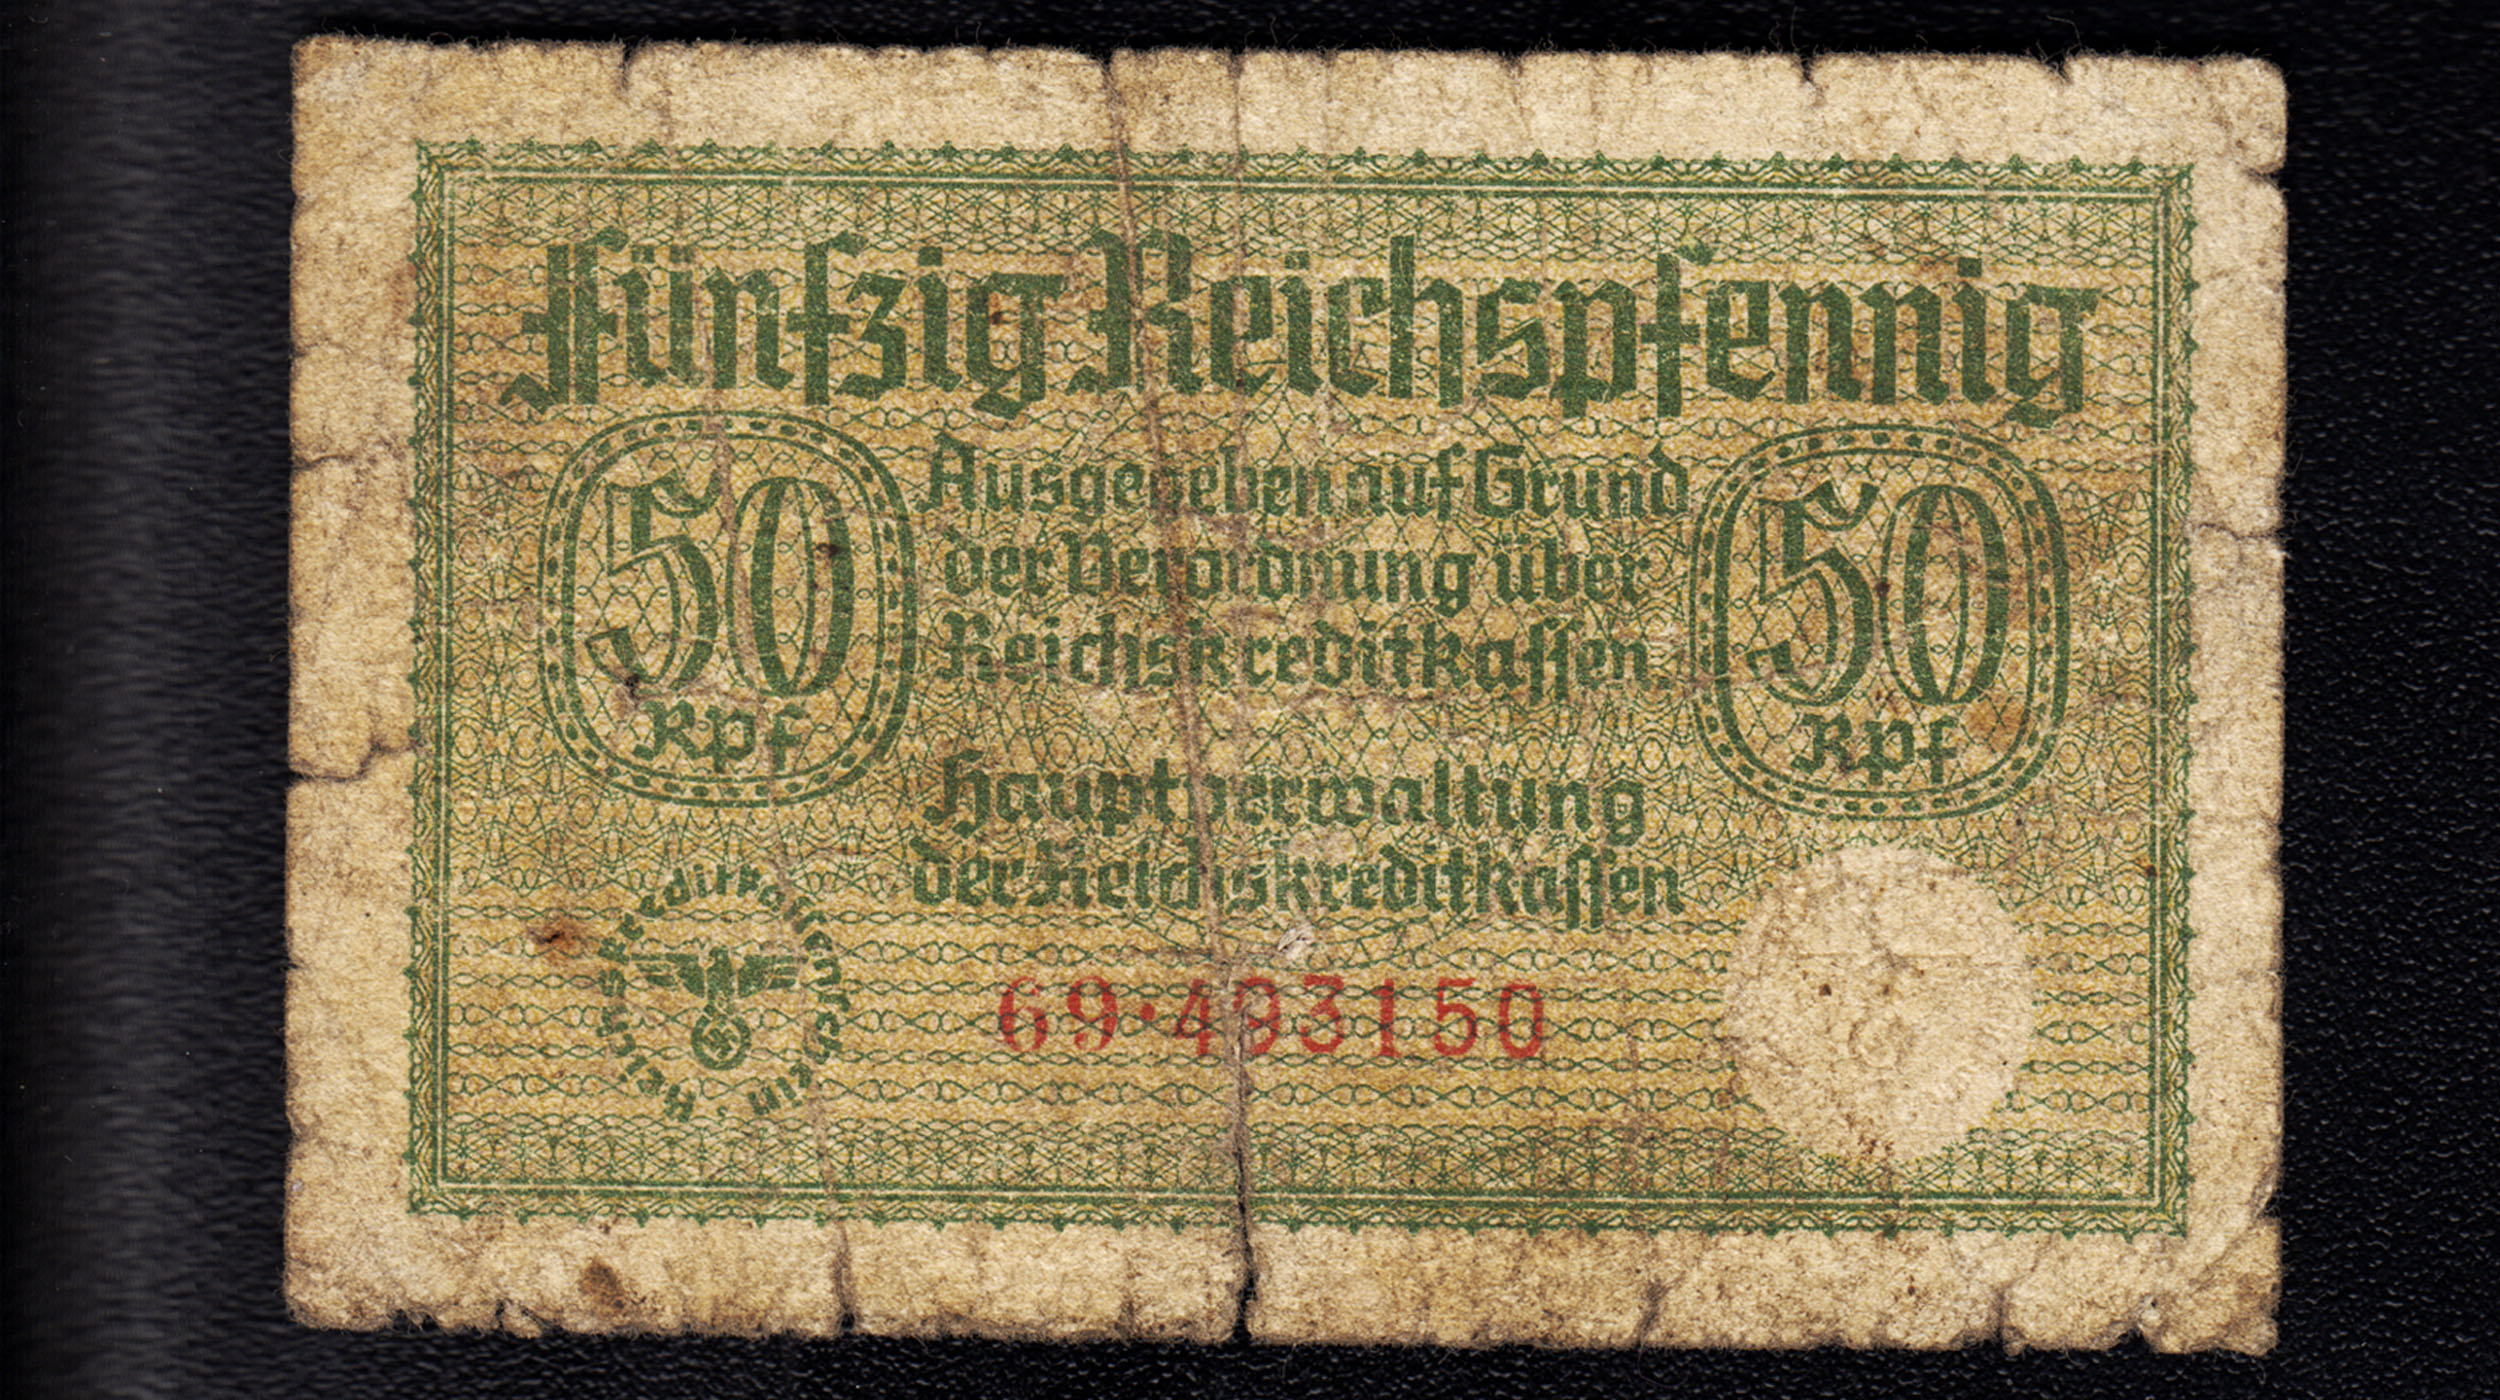 Fünfzig Reichspfennig
50
Rpf
Ausgegeben auf Grund
der Verordnung über
Reichskreditkassen
50
Rpf
Hauptverwaltung
der Reichskreditkassen
69·493150